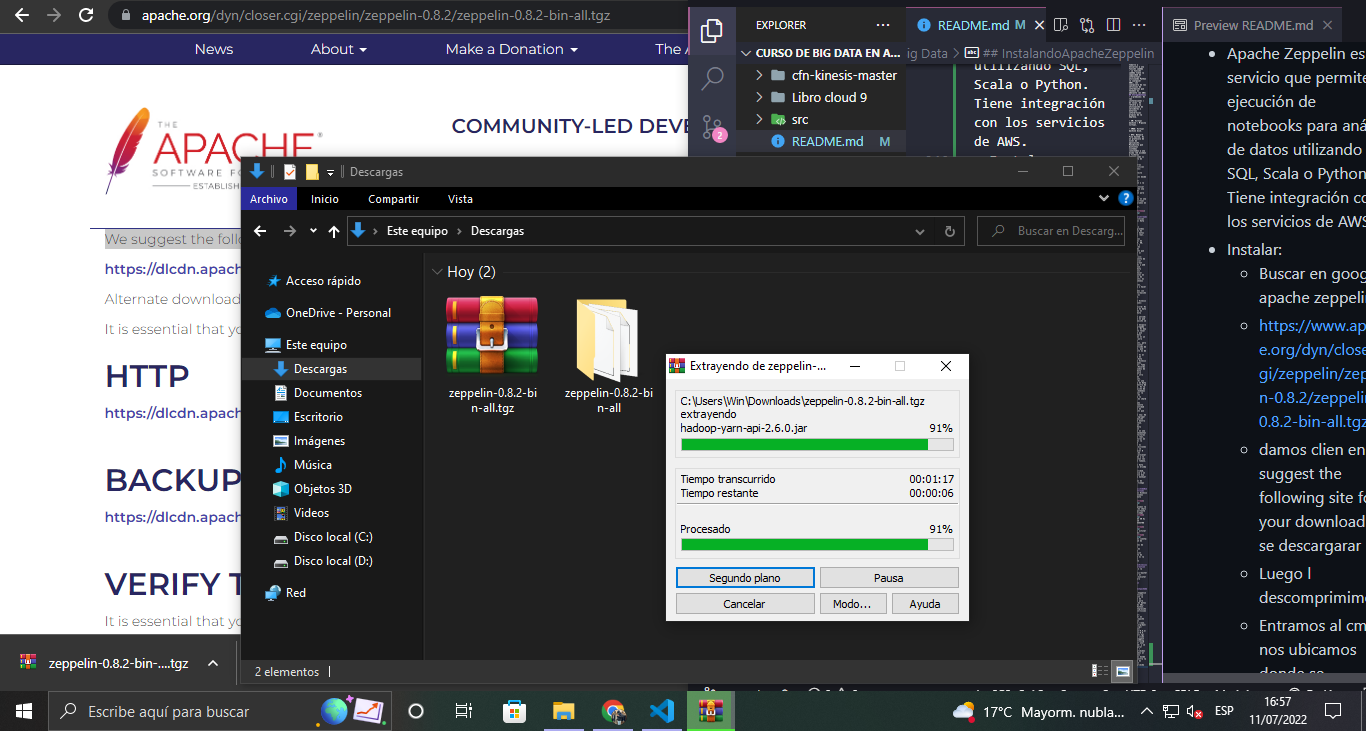 apache.org/dyn/closer.cgi/zeppelin/zeppelin-0.8.2/zeppelin-0.8.2-bin-all.tgz
News
About
Make a Donation
The A
THE
APACHE®
SOFTWARE FO
ESTABLISH
COMMUNITY-LED DEVE
We suggest the foll
https://dlcdn.apach
Alternate download
It is essential that yo
HTTP
https://dlcdn.apach
BACKUP
https://dlcdn.apach
VERIFY T
It is essential that yo
zeppelin-0.8.2-bin-....tgz
EXPLORER
CURSO DE BIG DATA EN A...
cfn-kinesis-master
Libro cloud 9
src
README.md M
2
README.md M
ig Data > abc ## InstalandoApacheZeppelin
utilizando SQL,
Scala o Python.
Tiene integración
con los servicios
de AWS.
Preview README.md
Apache Zeppelin es
servicio que permite
ejecución de
notebooks para aná
de datos utilizando
SQL, Scala o Python
Tiene integración co
los servicios de AWS
Instalar:
Buscar en goog
apache zeppelin
https://www.ap
e.org/dyn/close
gi/zeppelin/zep
n-0.8.2/zeppelin
0.8.2-bin-all.tgz
damos clien en
suggest the
following site fo
your download
se descargarar
Luego l
descomprimimo
Entramos al cm
nos ubicamos
donde se
Descargas
Archivo
Inicio
Compartir
Vista
Este equipo > Descargas
Buscar en Descarg...
Acceso rápido
OneDrive - Personal
Este equipo
Descargas
Documentos
Escritorio
Imágenes
Música
Objetos 3D
Videos
Disco local (C:)
Disco local (D:)
Red
Hoy (2)
zeppelin-0.8.2-bi
n-all.tgz
zeppelin-0.8.2-bi
n-all
2 elementos
Extrayendo de zeppelin-...
C:\Users\Win\Downloads\zeppelin-0.8.2-bin-all.tgz
extrayendo
hadoop-yarn-api-2.6.0.jar 91%
Tiempo transcurrido 00:01:17
Tiempo restante 00:00:06
Procesado 91%
Segundo plano
Pausa
Cancelar
Modo...
Ayuda
Escribe aquí para buscar
17°C Mayorm. nubla...
ESP
16:57
11/07/2022